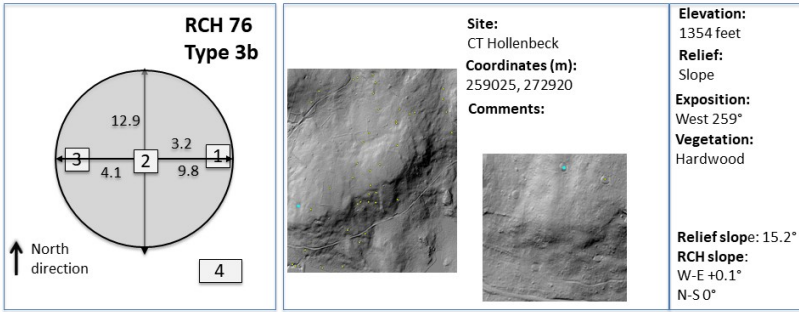 RCH 76
Type 3b
12.9
3.2
3
2
1
4.1
9.8
North
direction
4
Site:
CT Hollenbeck
Coordinates (m):
259025, 272920
Comments:
Elevation:
1354 feet
Relief:
Slope
Exposition:
West 259°
Vegetation:
Hardwood
Relief slope: 15.2°
RCH slope:
W-E +0.1°
N-S 0°